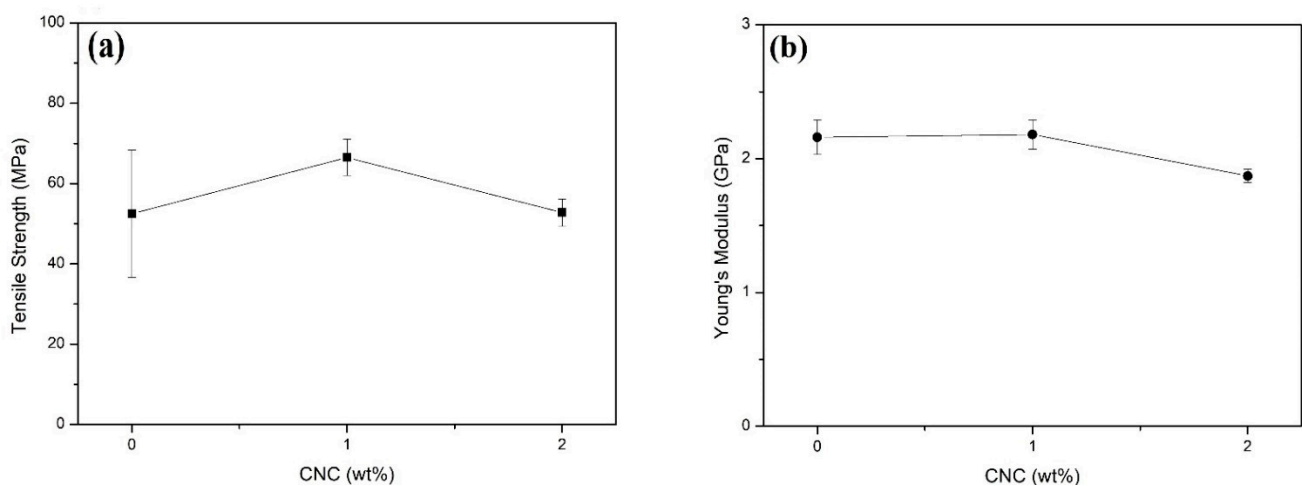 (a)
Tensile Strength (MPa)
100
80
60
40
20
0
0 1 2
CNC (wt%)
(b)
Young's Modulus (GPa)
3
2
1
0
0 1 2
CNC (wt%)